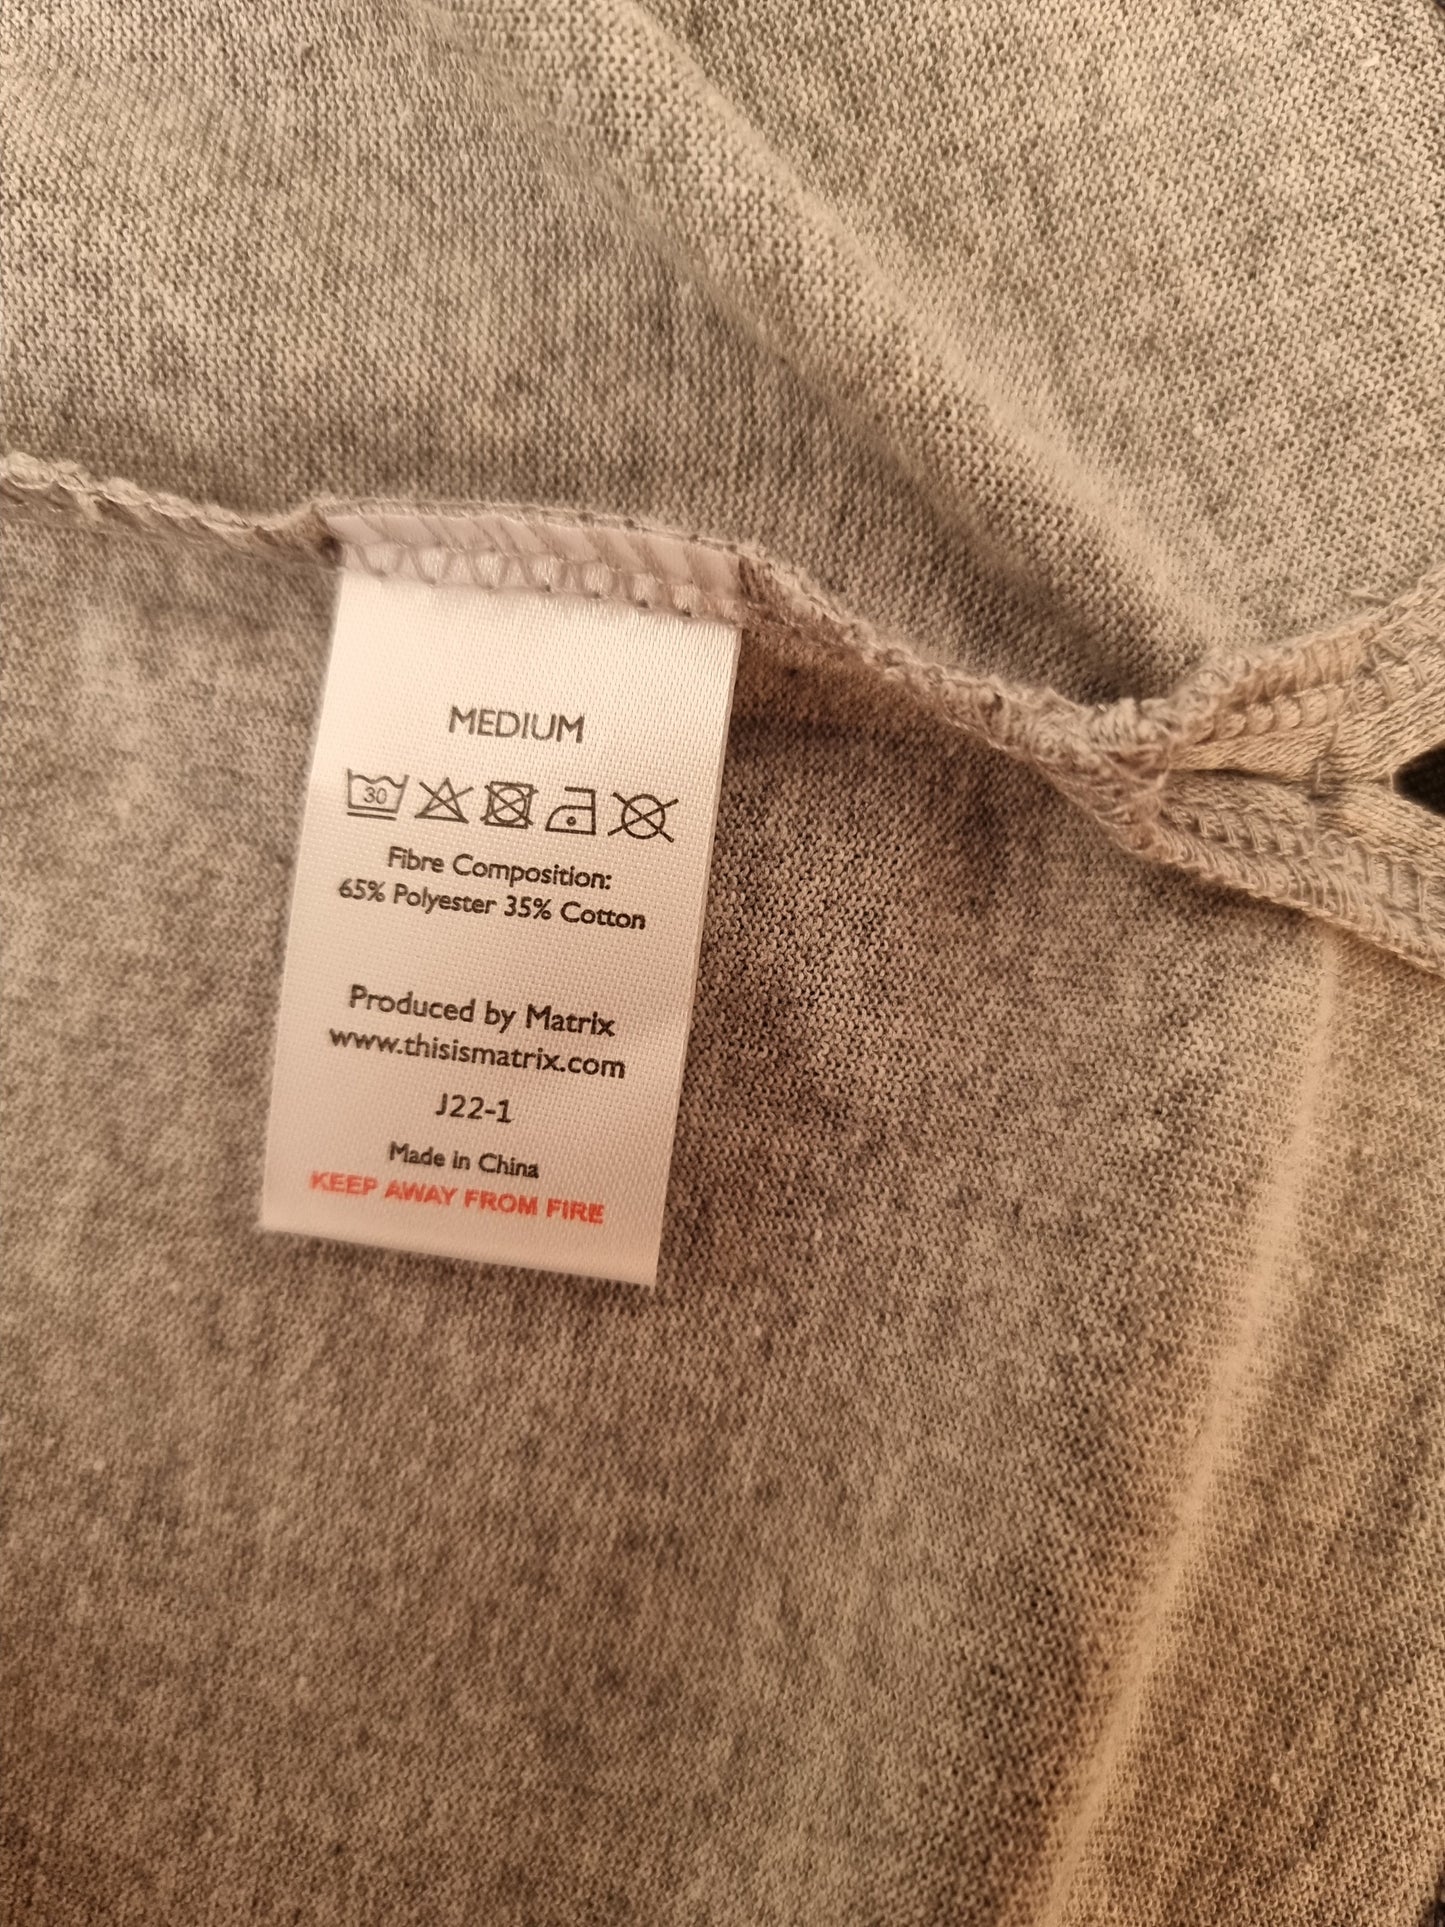 MEDIUM
30
Fibre Composition:
65% Polyester 35% Cotton
Produced by Matrix
www.thisismatrix.com
J22-1
Made in China
KEEP AWAY FROM FIRE